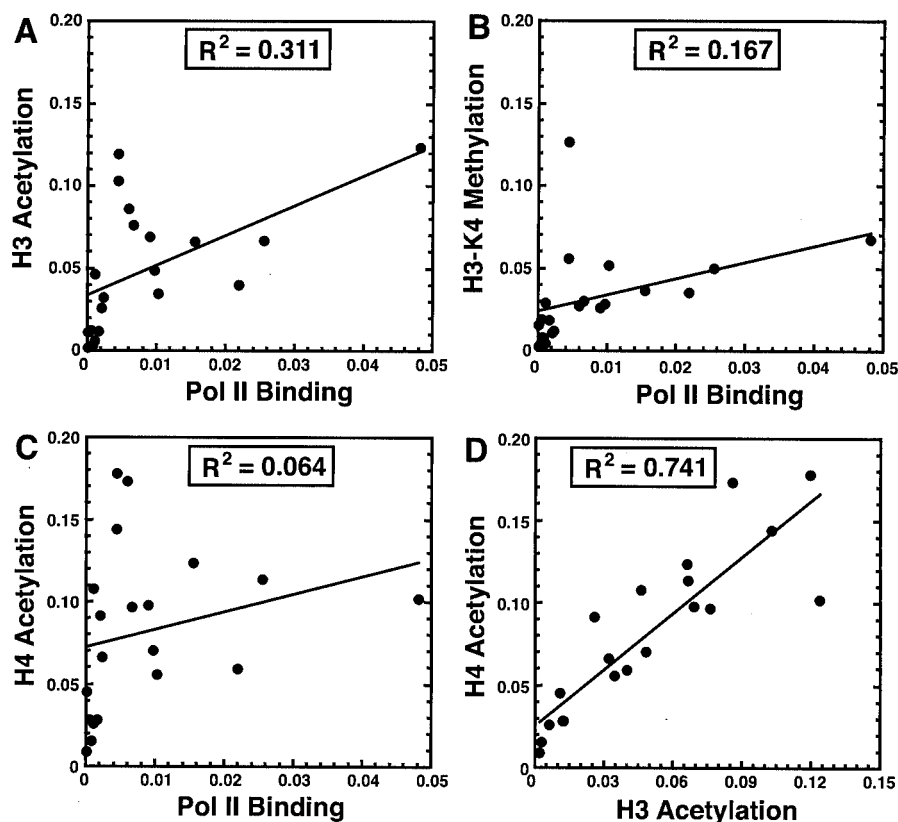 A
R² = 0.311
H3 Acetylation
0.20
0.15
0.10
0.05
0
0 0.01 0.02 0.03 0.04 0.05
Pol II Binding
B
R² = 0.167
H3-K4 Methylation
0.20
0.15
0.10
0.05
0
0 0.01 0.02 0.03 0.04 0.05
Pol II Binding
C
R² = 0.064
H4 Acetylation
0.20
0.15
0.10
0.05
0
0 0.01 0.02 0.03 0.04 0.05
Pol II Binding
D
R² = 0.741
H4 Acetylation
0.20
0.15
0.10
0.05
0
0 0.03 0.06 0.09 0.12 0.15
H3 Acetylation